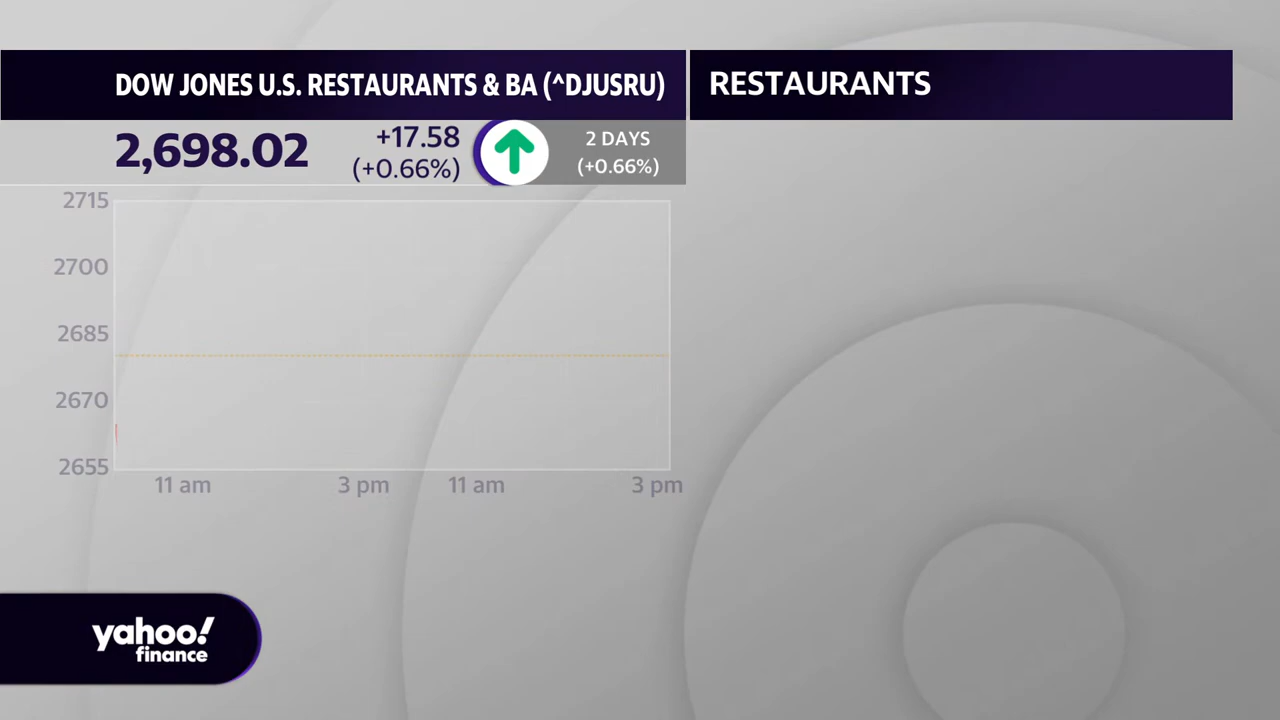 DOW JONES U.S. RESTAURANTS & BA (^DJUSRU)
RESTAURANTS
2,698.02
+17.58
(+0.66%)
2 DAYS
(+0.66%)
2715
2700
2685
2670
2655
11 am
3 pm
11 am
3 pm
yahoo!
finance